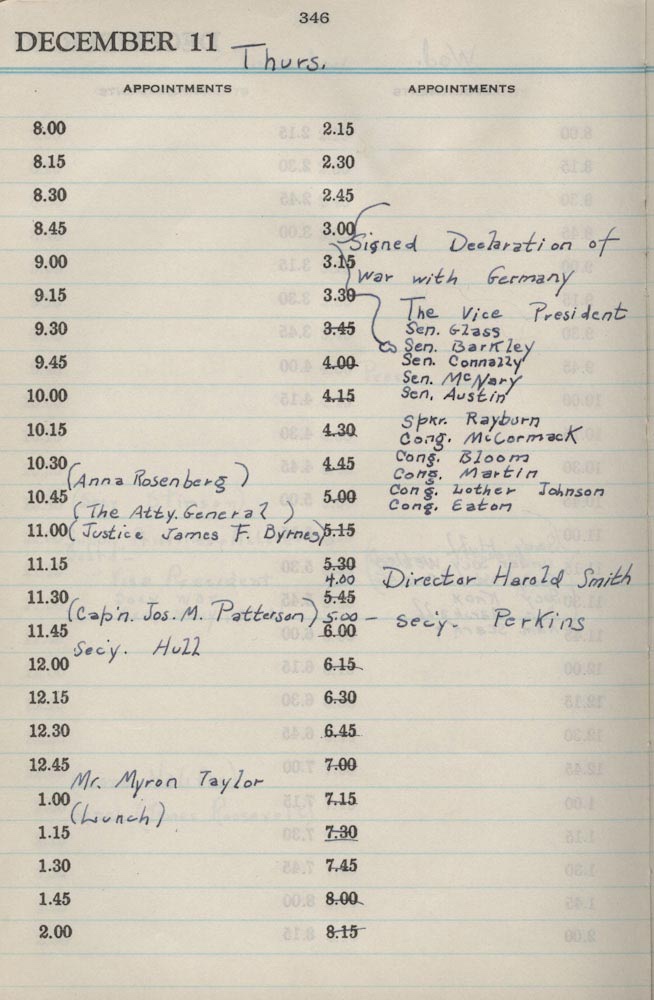 346
DECEMBER 11 Thurs.
APPOINTMENTS
8.00
8.15
8.30
8.45
9.00
9.15
9.30
9.45
10.00
10.15
10.30
(Anna Rosenberg)
10.45
(The Atty. General)
11.00 (Justice James F. Byrnes)
11.15
11.30
(Cap'n. Jos. M. Patterson)
11.45
Sec'y. Hull
12.00
12.15
12.30
12.45
Mr. Myron Taylor
1.00
(Lunch)
1.15
1.30
1.45
2.00
APPOINTMENTS
2.15
2.30
2.45
3.00
Signed Declaration of
3.15
War with Germany
3.30
The Vice President
3.45 Sen. Glass
Sen. Barkley
4.00 Sen. Connally
Sen. McNary
4.15 Sen. Austin
Spkr. Rayburn
4.30 Cong. McCormack
Cong. Bloom
4.45 Cong. Martin
5.00 Cong. Luther Johnson
Cong. Eaton
5.15
5.30
4.00 Director Harold Smith
5.45
5.00 - Sec'y. Perkins
6.00
6.15
6.30
6.45
7.00
7.15
7.30
7.45
8.00
8.15